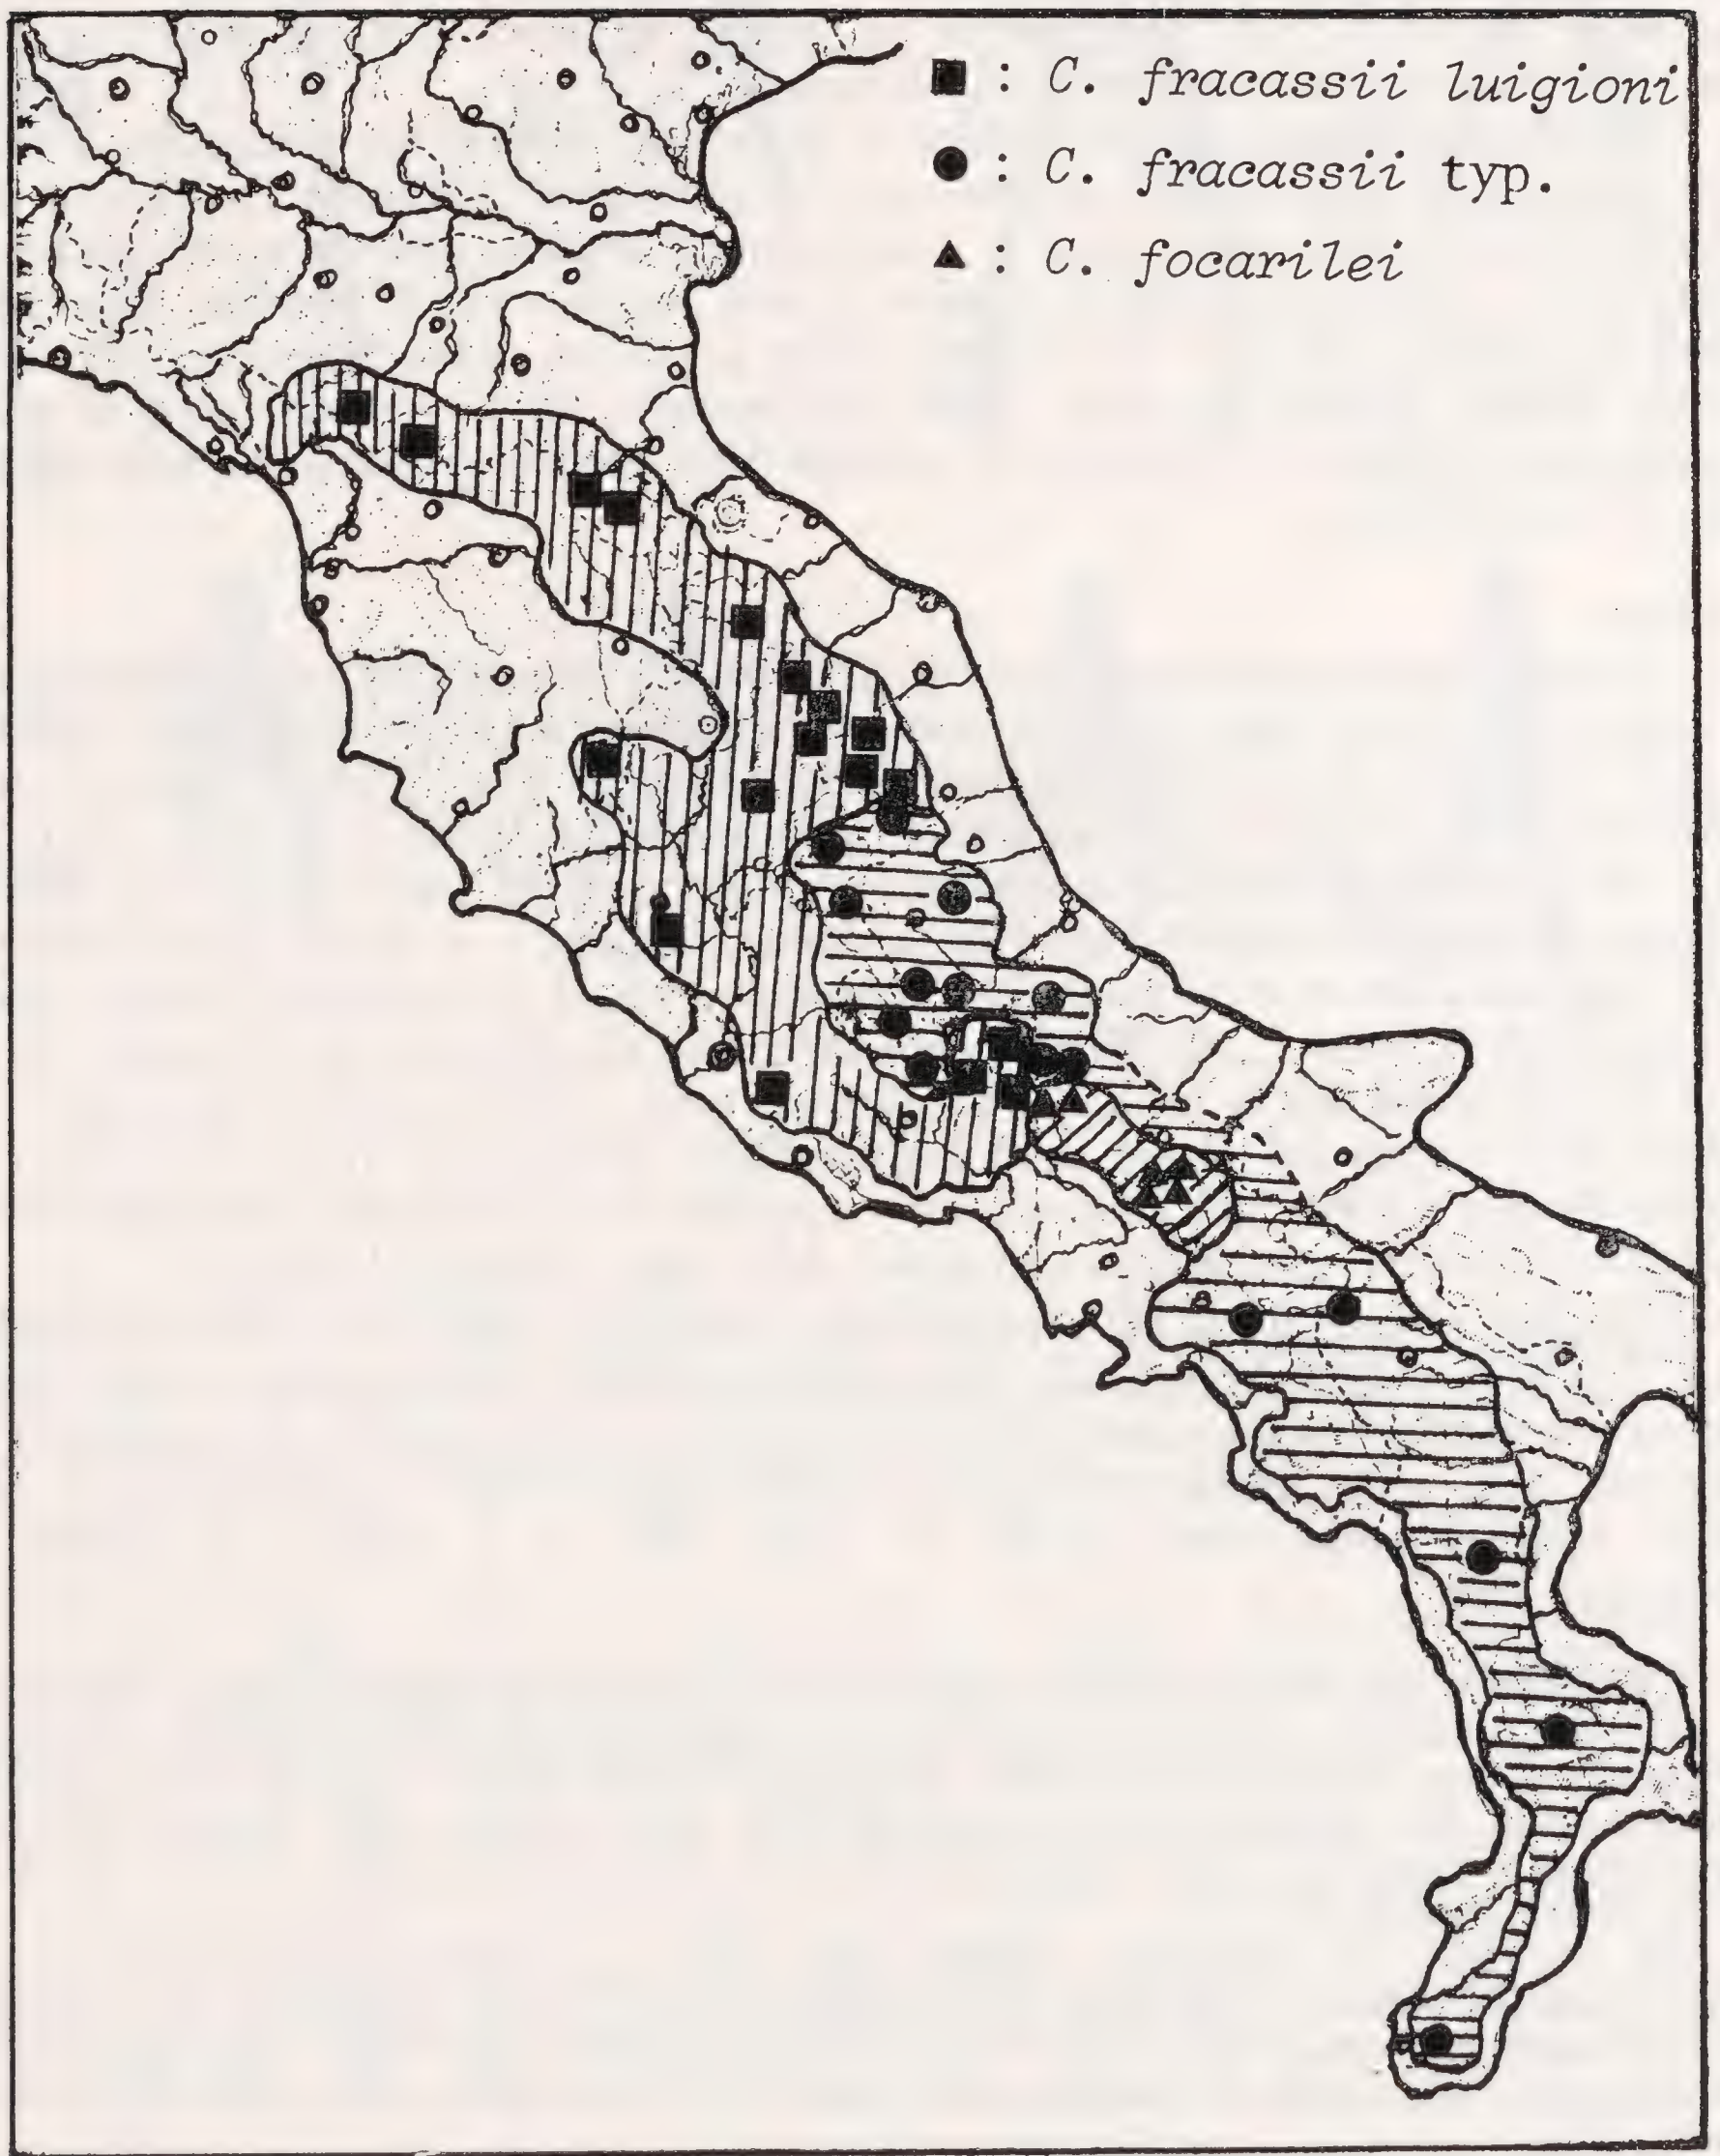 ■ : C. fracassii luigioni
● : C. fracassii typ.
▲ : C. focarilei